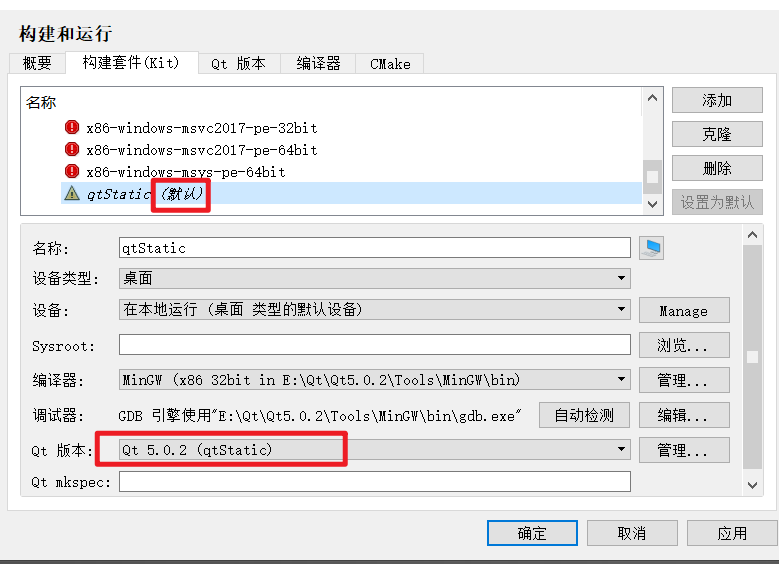 构建和运行
概要 构建套件(Kit) Qt 版本 编译器 CMake
名称
x86-windows-msvc2017-pe-32bit
x86-windows-msvc2017-pe-64bit
x86-windows-msys-pe-64bit
qtStatic (默认)
添加
克隆
删除
设置为默认
名称: qtStatic
设备类型: 桌面
设备: 在本地运行 (桌面 类型的默认设备) Manage
Sysroot: 浏览...
编译器: MinGW (x86 32bit in E:\Qt\Qt5.0.2\Tools\MinGW\bin) 管理...
调试器: GDB 引擎使用"E:\Qt\Qt5.0.2\Tools\MinGW\bin\gdb.exe" 自动检测 编辑...
Qt 版本: Qt 5.0.2 (qtStatic) 管理...
Qt mkspec:
确定 取消 应用